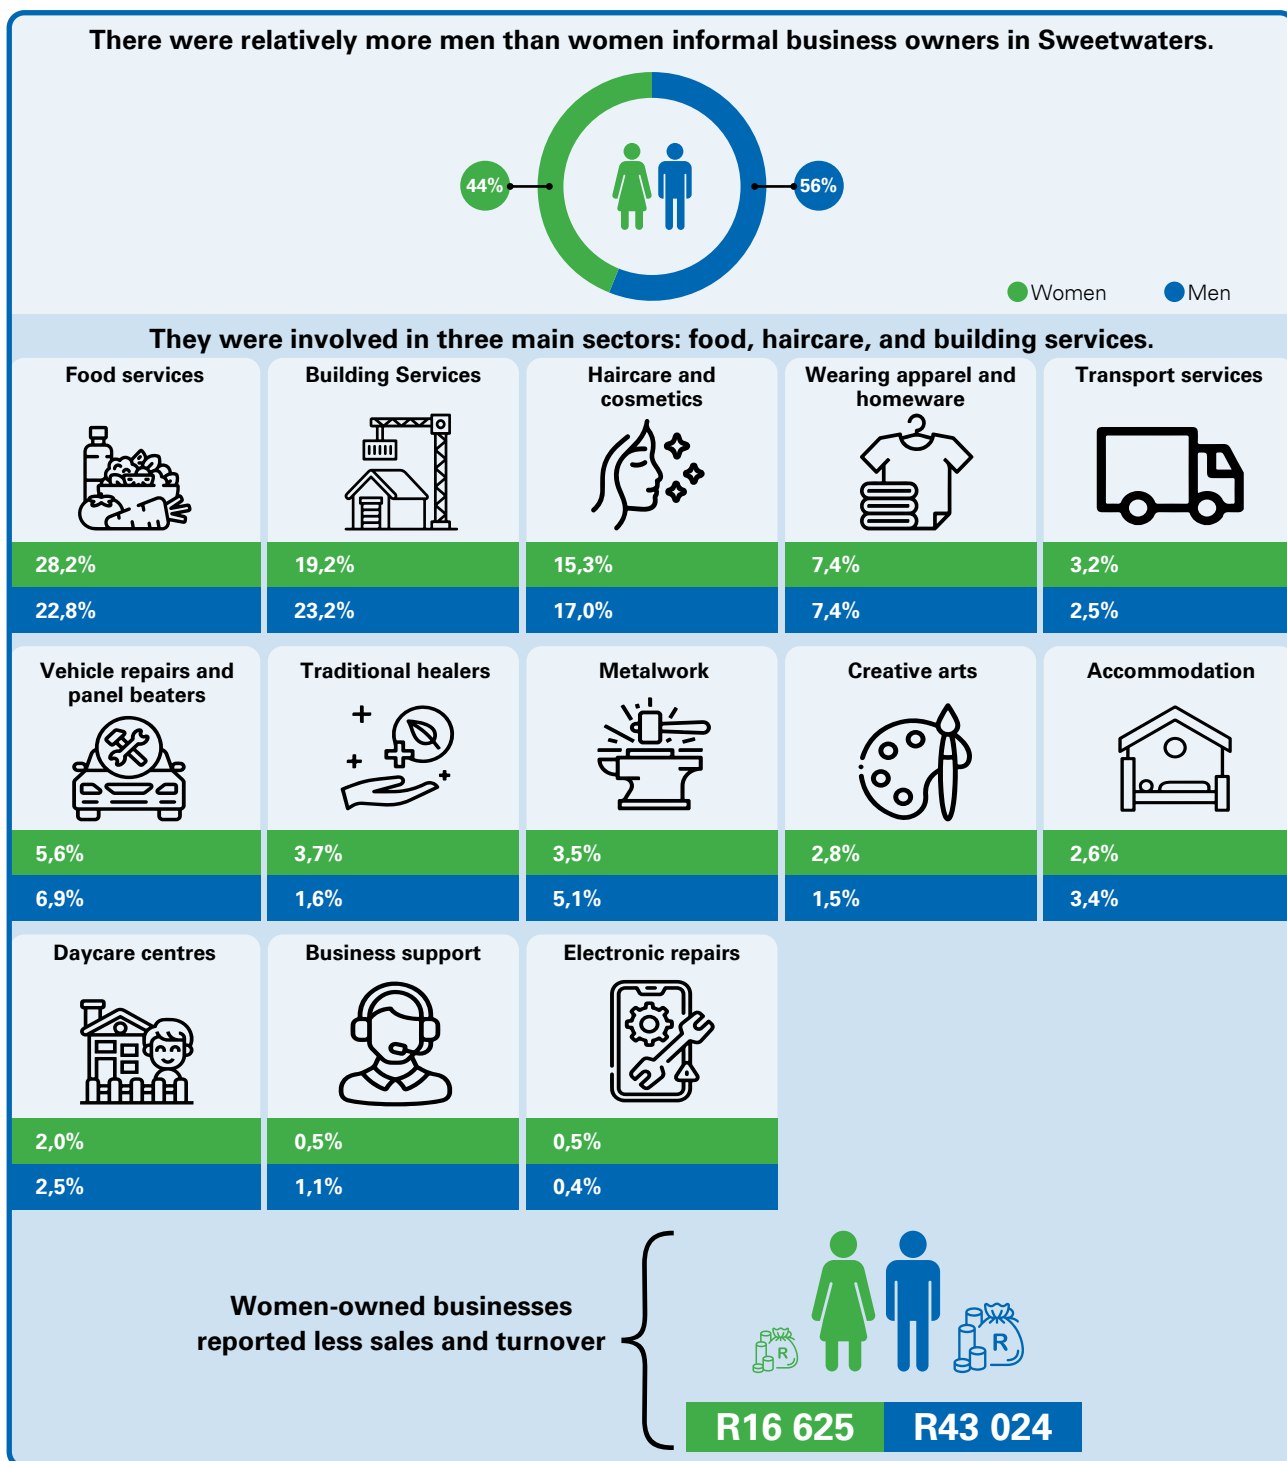 There were relatively more men than women informal business owners in Sweetwaters.
44%
56%
Women
Men
They were involved in three main sectors: food, haircare, and building services.
Food services
28,2%
22,8%
Building Services
19,2%
23,2%
Haircare and
cosmetics
15,3%
17,0%
Wearing apparel and
homeware
7,4%
7,4%
Transport services
3,2%
2,5%
Vehicle repairs and
panel beaters
5,6%
6,9%
Traditional healers
3,7%
1,6%
Metalwork
3,5%
5,1%
Creative arts
2,8%
1,5%
Accommodation
2,6%
3,4%
Daycare centres
2,0%
2,5%
Business support
0,5%
1,1%
Electronic repairs
0,5%
0,4%
Women-owned businesses
reported less sales and turnover
R
R
R16 625
R43 024